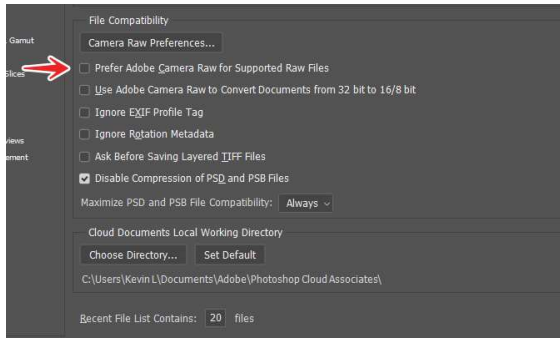 File Compatibility
Gamut
Camera Raw Preferences...
Prefer Adobe Camera Raw for Supported Raw Files
Slices
Use Adobe Camera Raw to Convert Documents from 32 bit to 16/8 bit
Ignore EXIF Profile Tag
Ignore Rotation Metadata
views
Ask Before Saving Layered TIFF Files
ement
Disable Compression of PSD and PSB Files
Maximize PSD and PSB File Compatibility: Always
Cloud Documents Local Working Directory
Choose Directory... Set Default
C:\Users\Kevin L\Documents\Adobe\Photoshop Cloud Associates\
Recent File List Contains: 20 files